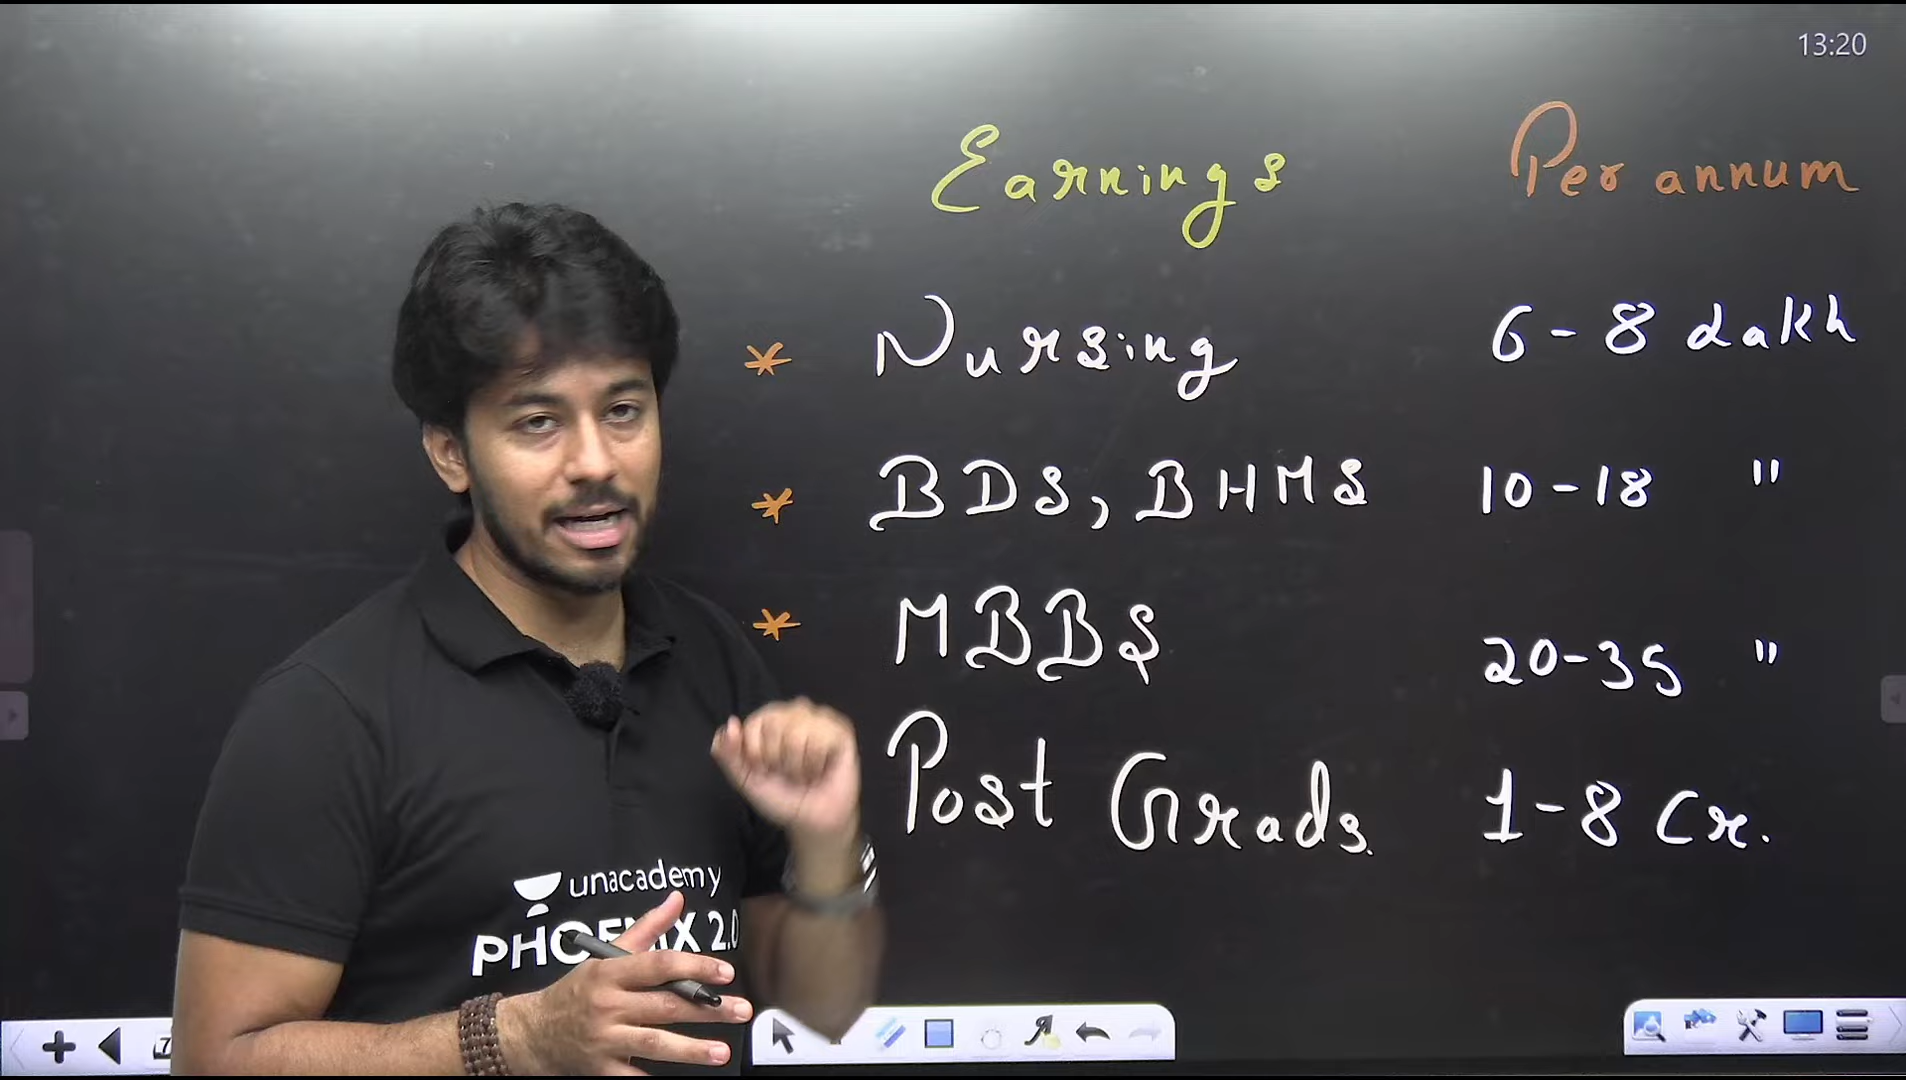 13:20
Earnings Per annum
* Nursing 6-8 Lakh
* BDS, BHMS 10-18 "
* MBBS 20-35 "
Post Grads. 1-8 Cr.
unacademy
PHOENIX 2.0
7